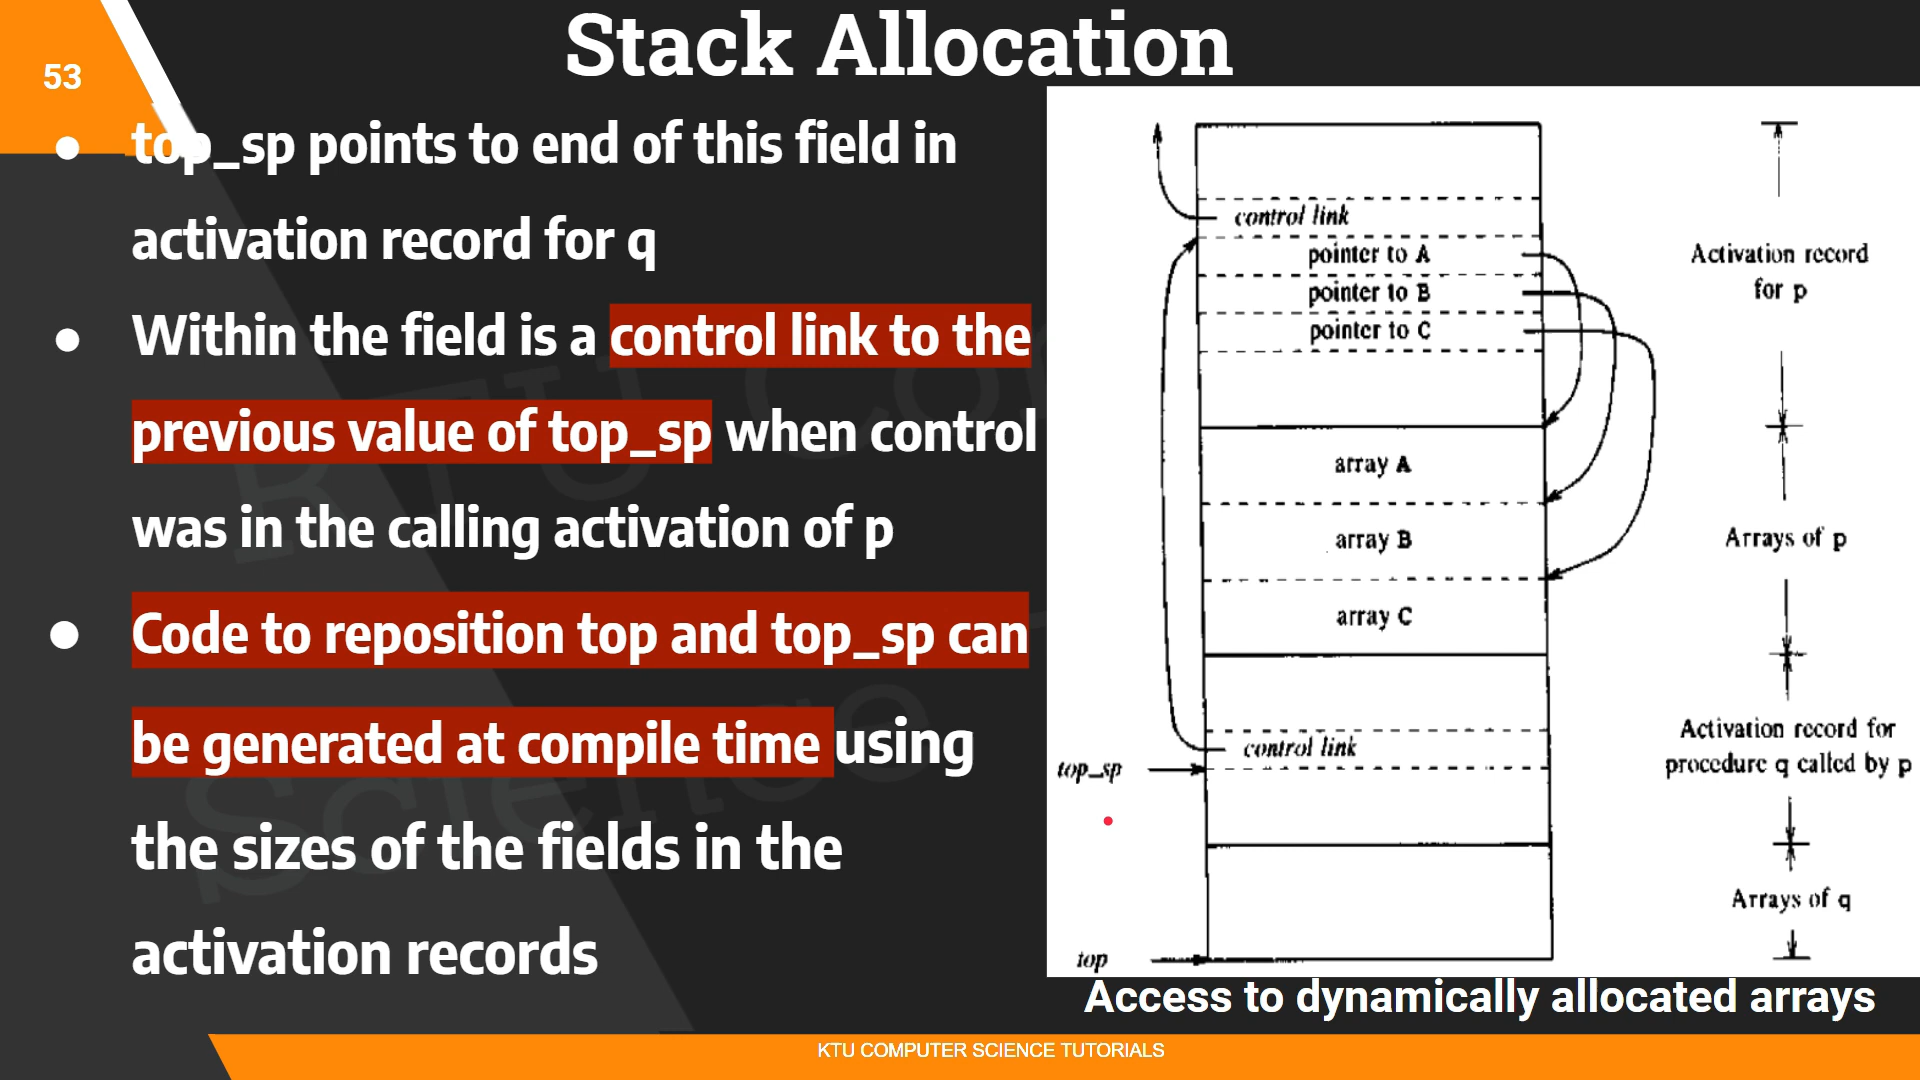 Stack Allocation
53
top_sp points to end of this field in
activation record for q
Within the field is a control link to the
previous value of top_sp when control
was in the calling activation of p
Code to reposition top and top_sp can
be generated at compile time using
the sizes of the fields in the
activation records
control link
pointer to A
pointer to B
pointer to C
array A
array B
array C
control link
top_sp
top
Activation record
for p
Arrays of p
Activation record for
procedure q called by p
Arrays of q
Access to dynamically allocated arrays
KTU COMPUTER SCIENCE TUTORIALS